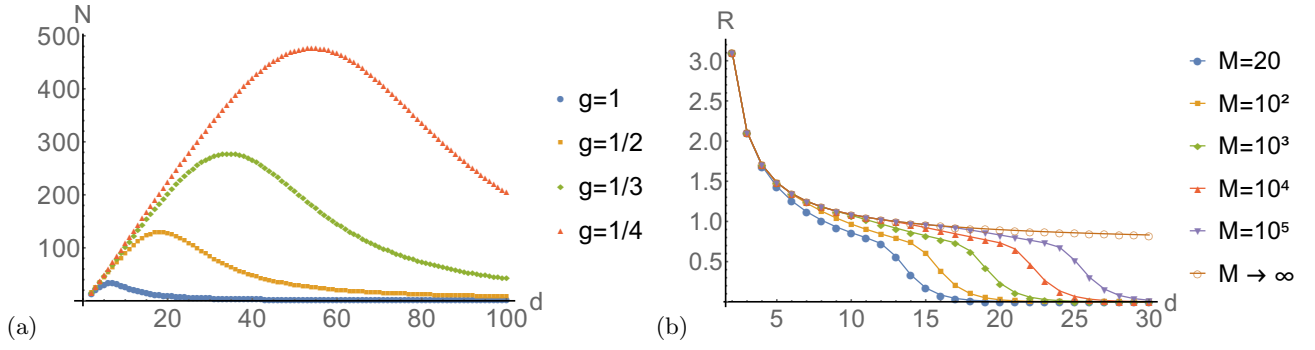 N
500
400
300
200
100
20
40
60
80
100
d
g=1
g=1/2
g=1/3
g=1/4
(a)
R
3.0
2.5
2.0
1.5
1.0
0.5
5
10
15
20
25
30
d
M=20
M=10²
M=10³
M=10⁴
M=10⁵
M → ∞
(b)